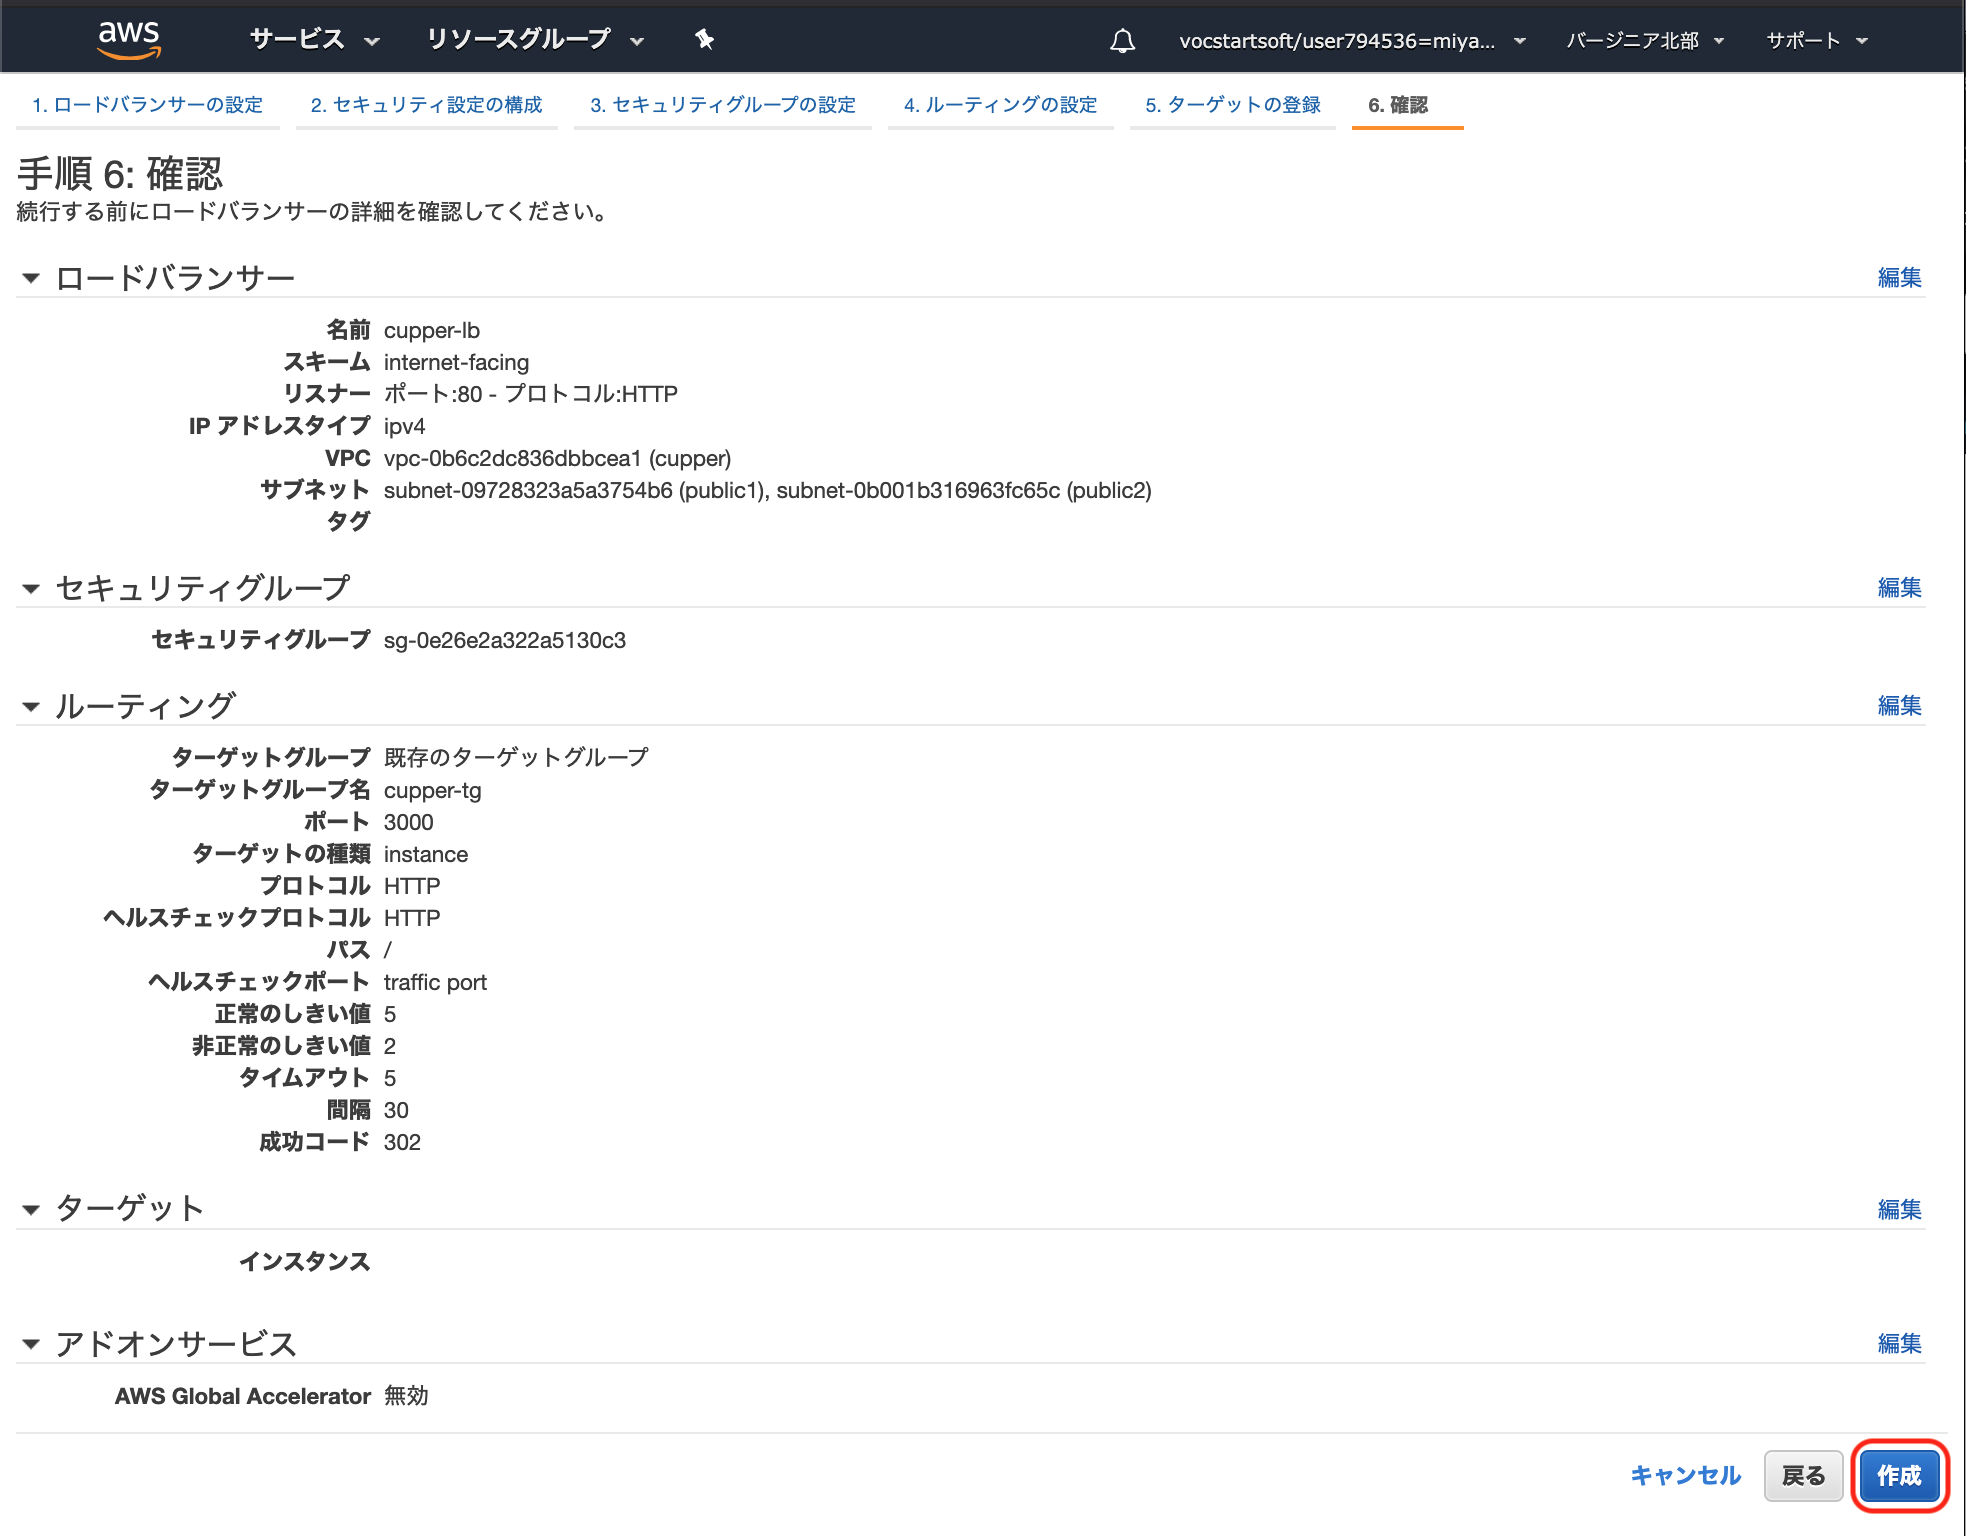 aws サービス リソースグループ vocstartsoft/user794536=miya... バージニア北部 サポート
1. ロードバランサーの設定 2. セキュリティ設定の構成 3. セキュリティグループの設定 4. ルーティングの設定 5. ターゲットの登録 6. 確認
手順 6: 確認
続行する前にロードバランサーの詳細を確認してください。
ロードバランサー 編集
名前 cupper-lb
スキーム internet-facing
リスナー ポート:80 - プロトコル:HTTP
IP アドレスタイプ ipv4
VPC vpc-0b6c2dc836dbbcea1 (cupper)
サブネット subnet-09728323a5a3754b6 (public1), subnet-0b001b316963fc65c (public2)
タグ
セキュリティグループ 編集
セキュリティグループ sg-0e26e2a322a5130c3
ルーティング 編集
ターゲットグループ 既存のターゲットグループ
ターゲットグループ名 cupper-tg
ポート 3000
ターゲットの種類 instance
プロトコル HTTP
ヘルスチェックプロトコル HTTP
パス /
ヘルスチェックポート traffic port
正常のしきい値 5
非正常のしきい値 2
タイムアウト 5
間隔 30
成功コード 302
ターゲット 編集
インスタンス
アドオンサービス 編集
AWS Global Accelerator 無効
キャンセル 戻る 作成